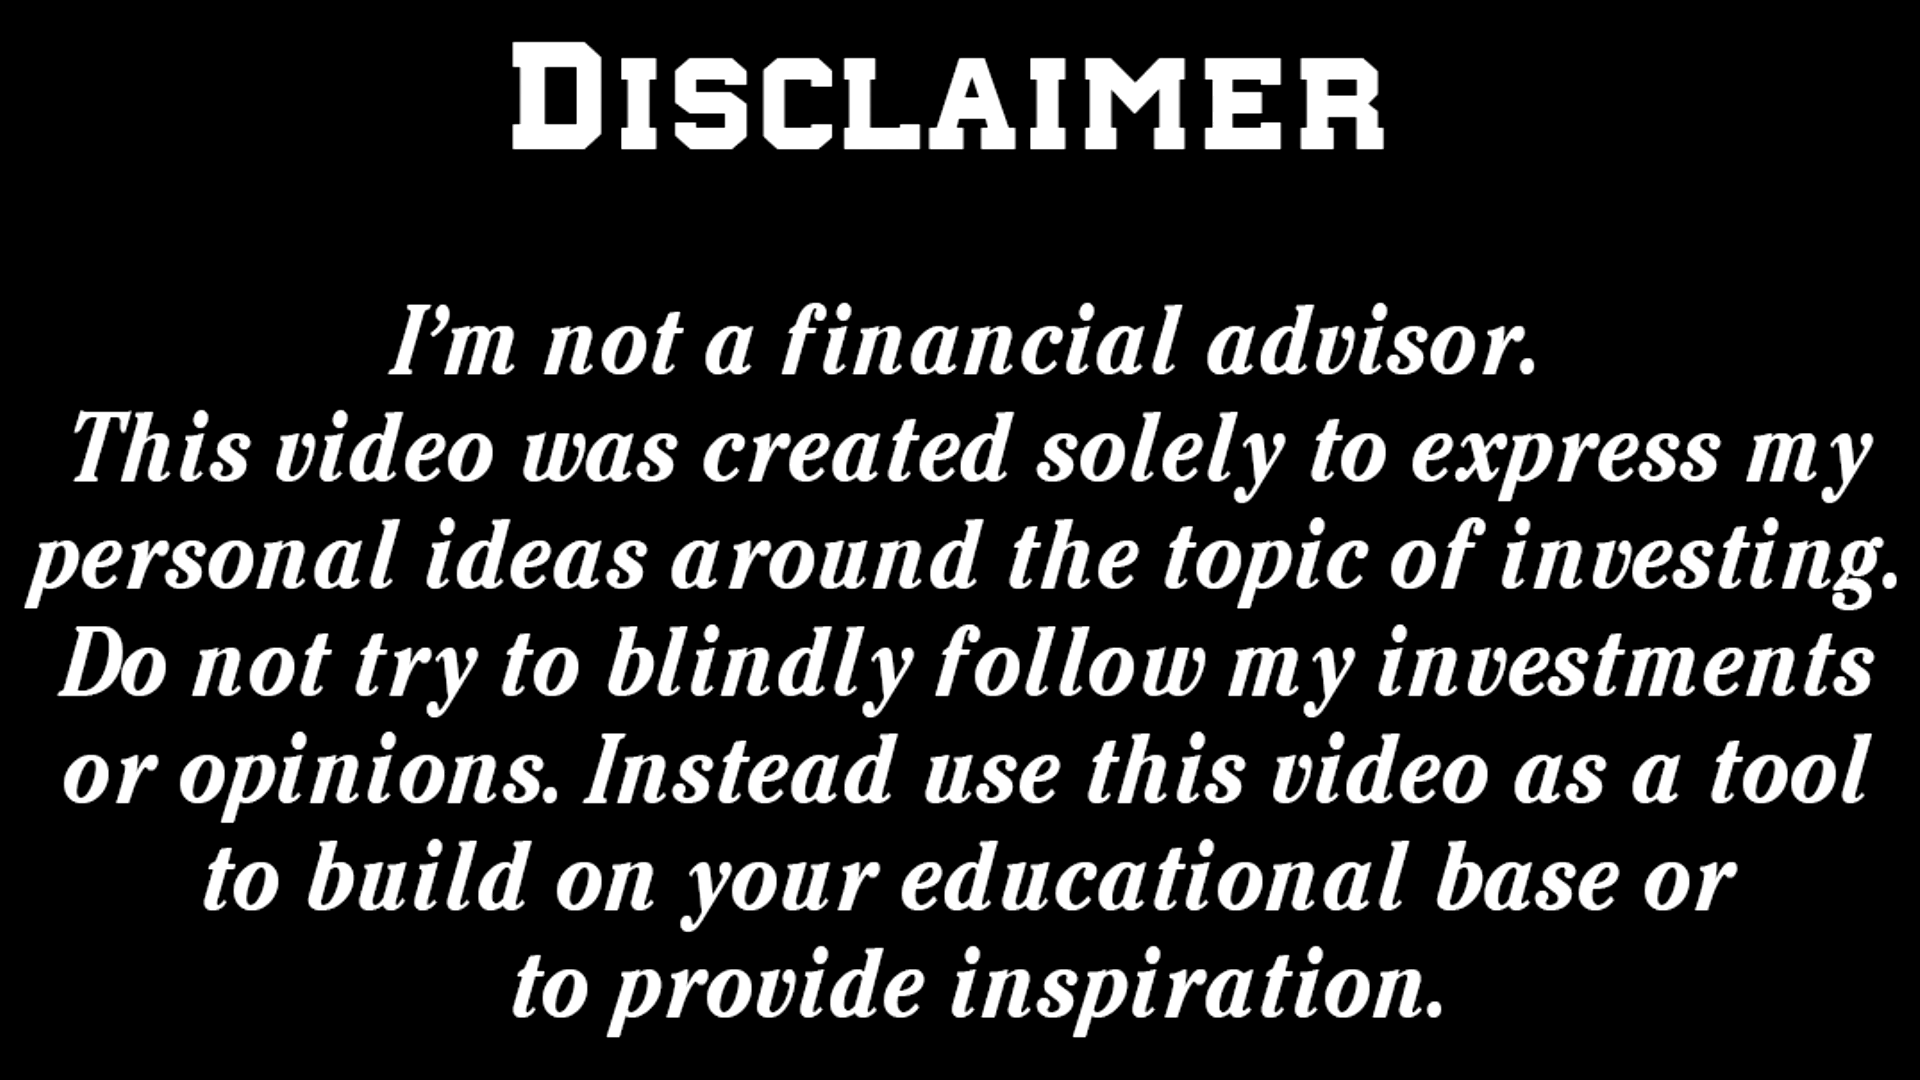 DISCLAIMER
I’m not a financial advisor.
This video was created solely to express my
personal ideas around the topic of investing.
Do not try to blindly follow my investments
or opinions. Instead use this video as a tool
to build on your educational base or
to provide inspiration.